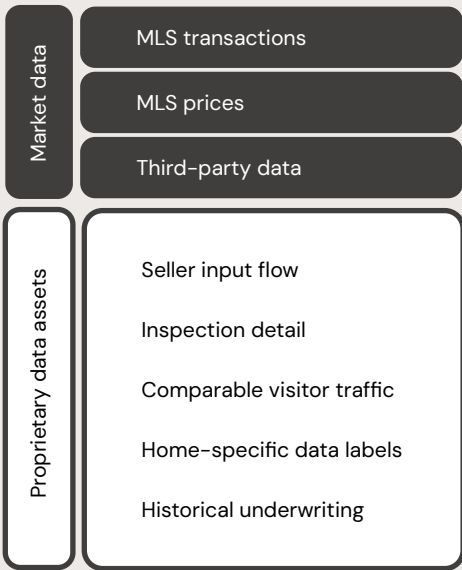 Market data
MLS transactions
MLS prices
Third-party data
Proprietary data assets
Seller input flow
Inspection detail
Comparable visitor traffic
Home-specific data labels
Historical underwriting